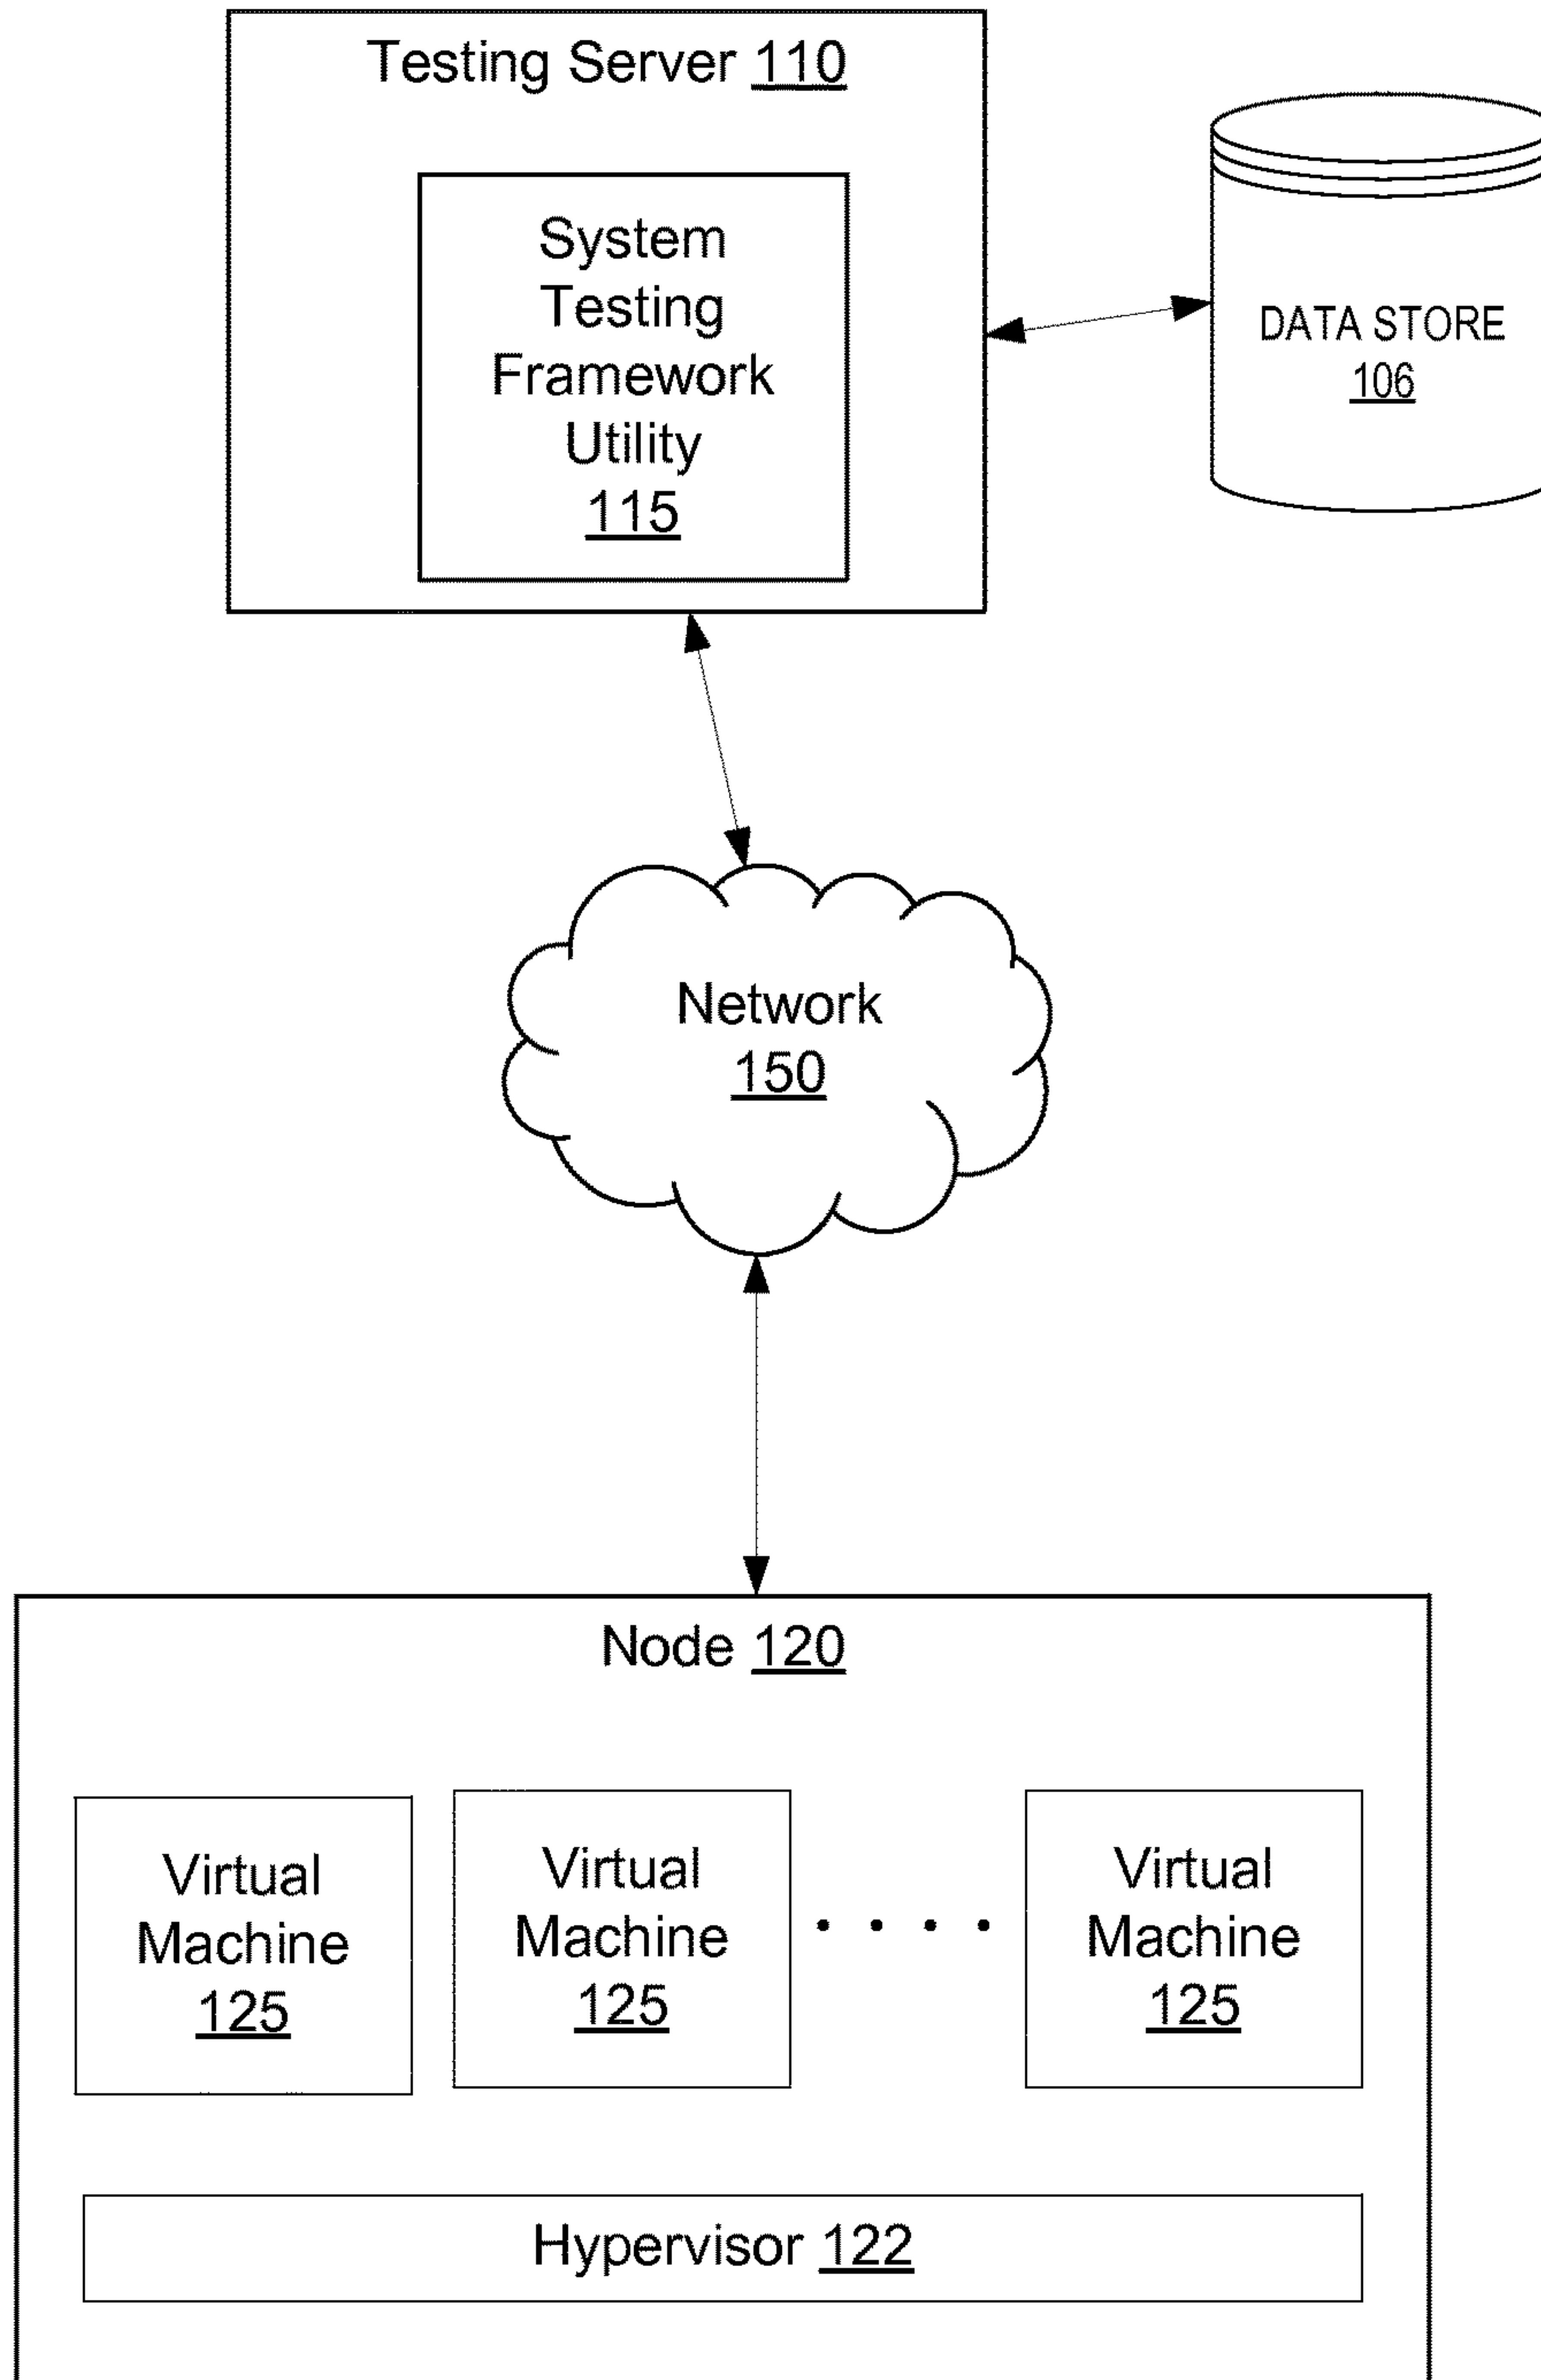 Testing Server 110
System
Testing
Framework
Utility
115
DATA STORE
106
Network
150
Node 120
Virtual
Machine
125
Virtual
Machine
125
Virtual
Machine
125
Hypervisor 122